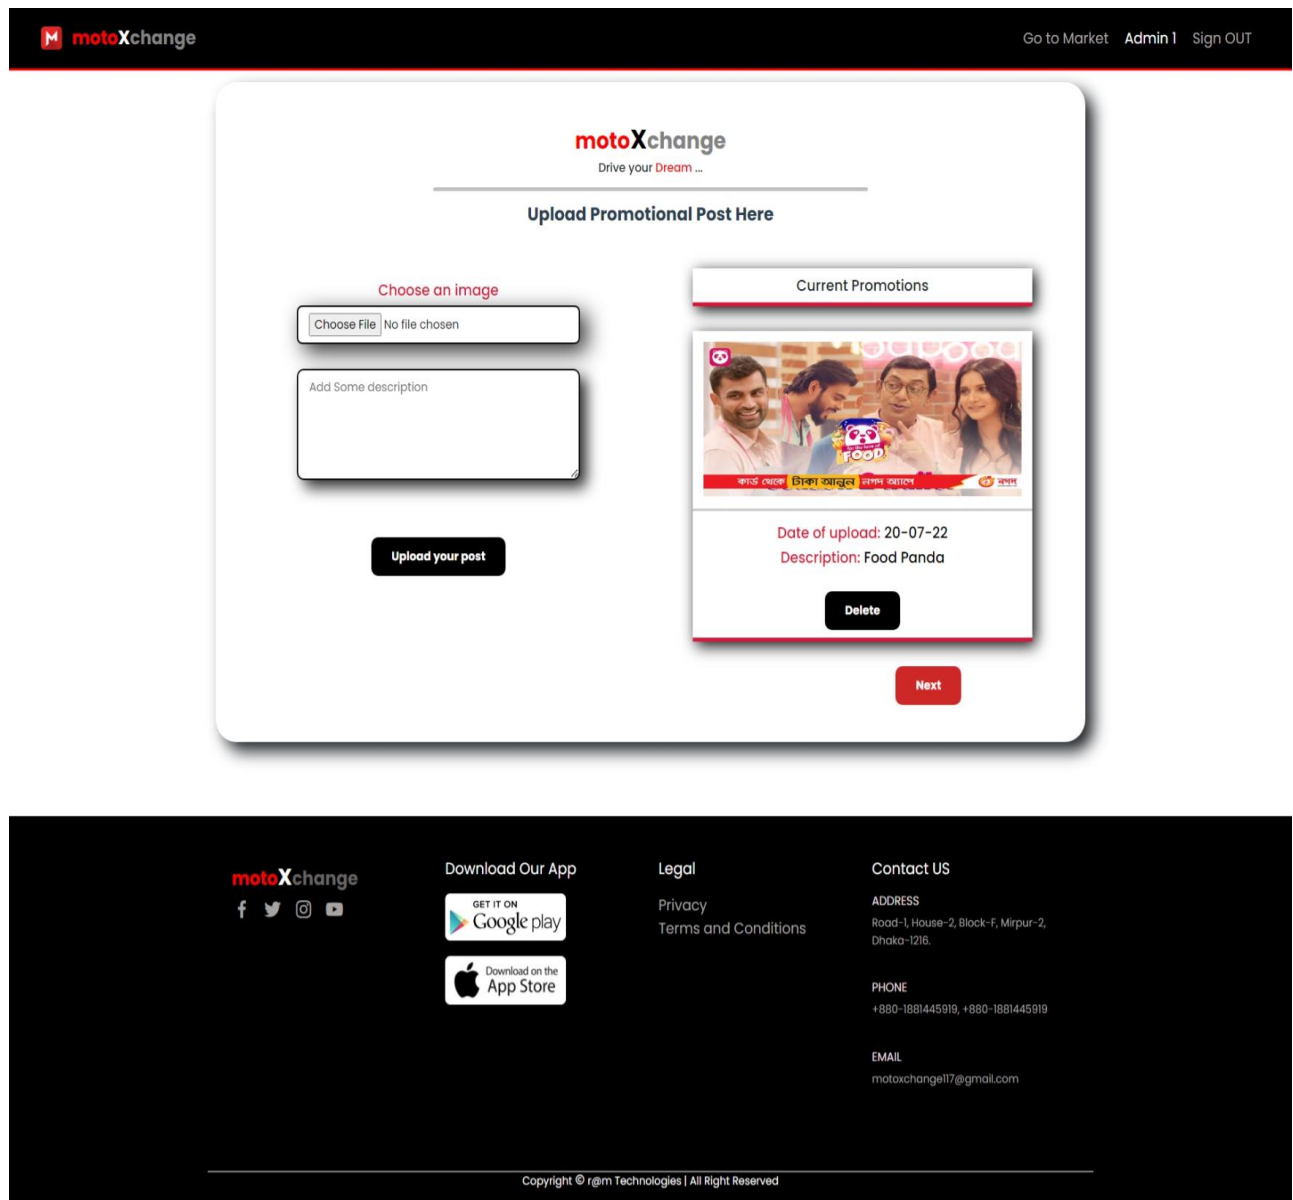 motoXchange
Go to Market Admin 1 Sign OUT
motoXchange
Drive your Dream ...
Upload Promotional Post Here
Choose an image
Choose File No file chosen
Add Some description
Upload your post
Current Promotions
FOOD
কার্ড থেকে টাকা আনুন নগদ অ্যাপে
নগদ
Date of upload: 20-07-22
Description: Food Panda
Delete
Next
motoXchange
Download Our App
GET IT ON
Google play
Download on the
App Store
Legal
Privacy
Terms and Conditions
Contact US
ADDRESS
Road-1, House-2, Block-F, Mirpur-2,
Dhaka-1216.
PHONE
+880-1881445919, +880-1881445919
EMAIL
motoxchange117@gmail.com
Copyright © r@m Technologies | All Right Reserved